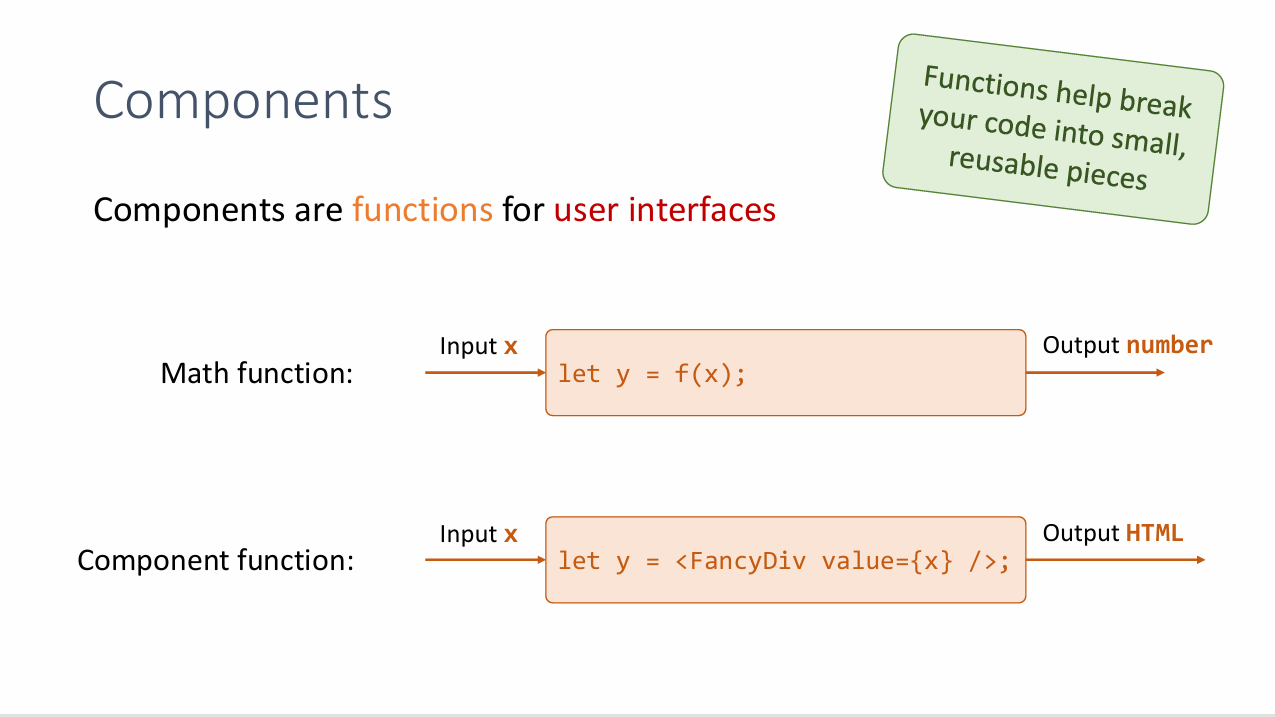 Components
Functions help break
your code into small,
reusable pieces
Components are functions for user interfaces
Math function:
Input x
let y = f(x);
Output number
Component function:
Input x
let y = <FancyDiv value={x} />;
Output HTML